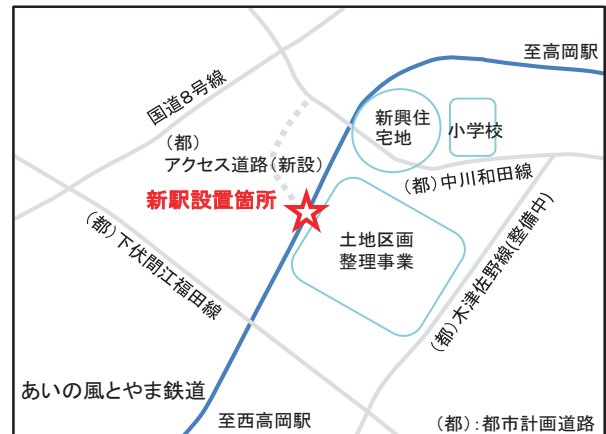 至高岡駅
国道8号線
新興住
宅地
小学校
（都）
アクセス道路（新設）
（都）中川和田線
新駅設置箇所
土地区画
整理事業
（都）下伏間江福田線
（都）木津佐野線(整備中)
あいの風とやま鉄道
至西高岡駅
（都）：都市計画道路